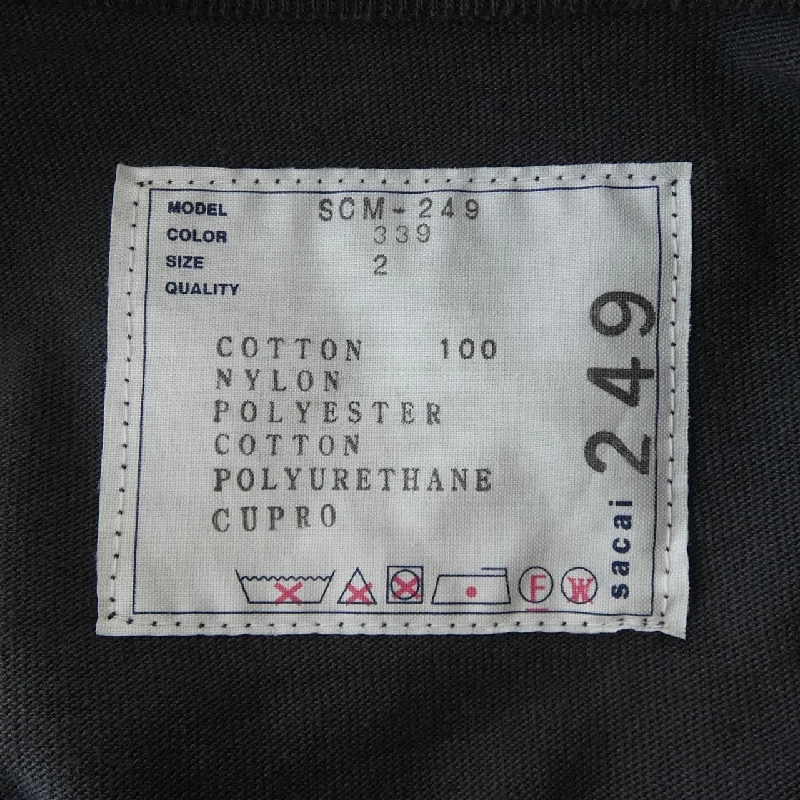 MODEL SCM-249
COLOR 339
SIZE 2
QUALITY
COTTON 100
NYLON
POLYESTER
COTTON
POLYURETHANE
CUPRO
F W
sacai 249